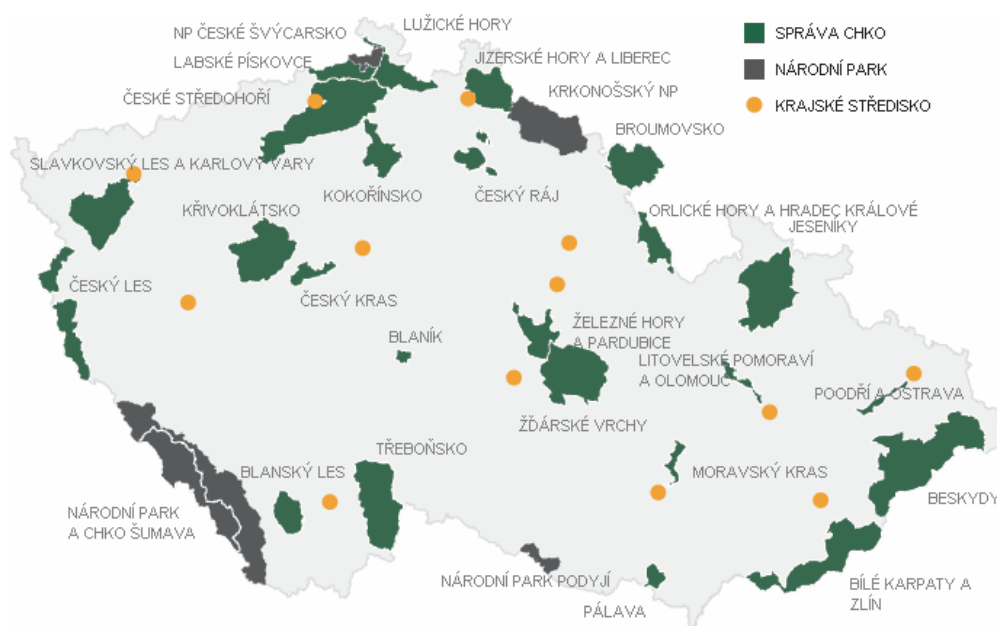 LUŽICKÉ HORY
NP ČESKÉ ŠVÝCARSKO
LABSKÉ PÍSKOVCE
JIZERSKÉ HORY A LIBEREC
SPRÁVA CHKO
NÁRODNÍ PARK
KRAJSKÉ STŘEDISKO
ČESKÉ STŘEDOHOŘÍ
KRKONOŠSKÝ NP
BROUMOVSKO
SLAVKOVSKÝ LES A KARLOVÝ VARY
KOKOŘÍNSKO
ČESKÝ RÁJ
KŘIVOKLÁTSKO
ORLICKÉ HORY A HRADEC KRÁLOVÉ
JESENÍKY
ČESKÝ LES
ČESKÝ KRAS
BLANÍK
ŽELEZNÉ HORY
A PARDUBICE
LITOVELSKÉ POMORAVÍ
A OLOMOUC
POODŘÍ A OSTRAVA
ŽĎÁRSKÉ VRCHY
TŘEBOŇSKO
BLANSKÝ LES
MORAVSKÝ KRAS
BESKYDY
NÁRODNÍ PARK
A CHKO ŠUMAVA
NÁRODNÍ PARK PODYJÍ
PÁLAVA
BÍLÉ KARPATY A
ZLÍN